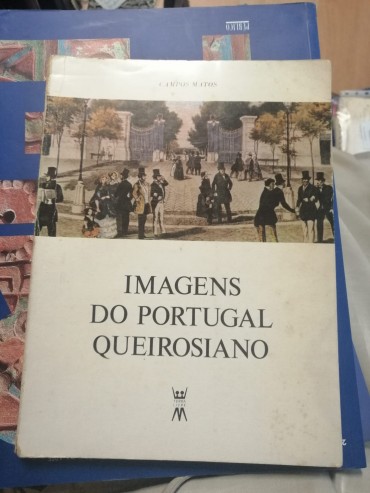 CAMPOS MATOS
IMAGENS
DO PORTUGAL
QUEIROSIANO